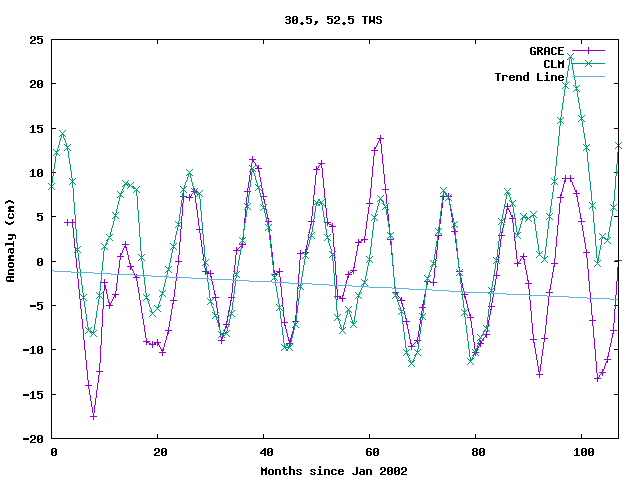 30.5, 52.5 TWS
GRACE
CLM
Trend Line
25
20
15
10
5
0
-5
-10
-15
-20
Anomaly (cm)
0 20 40 60 80 100
Months since Jan 2002